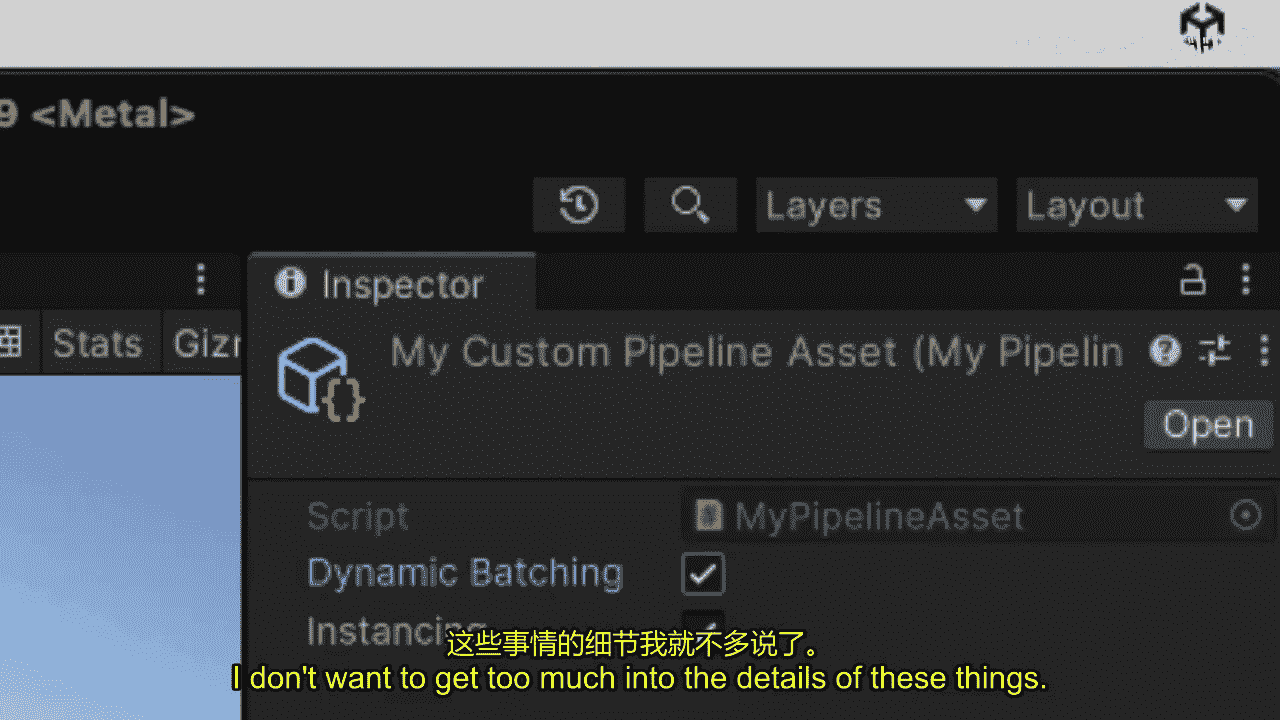 9 <Metal>
Layers
Layout
Inspector
Stats
Giz
My Custom Pipeline Asset (My Pipelin
Open
Script
MyPipelineAsset
Dynamic Batching
Instancing
这些事情的细节我就不多说了。
I don't want to get too much into the details of these things.